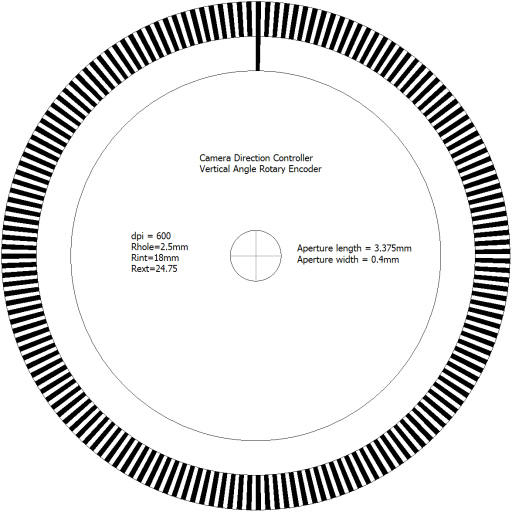 Camera Direction Controller
Vertical Angle Rotary Encoder
dpi = 600
Rhole=2.5mm
Rint=18mm
Rext=24.75
Aperture length = 3.375mm
Aperture width = 0.4mm